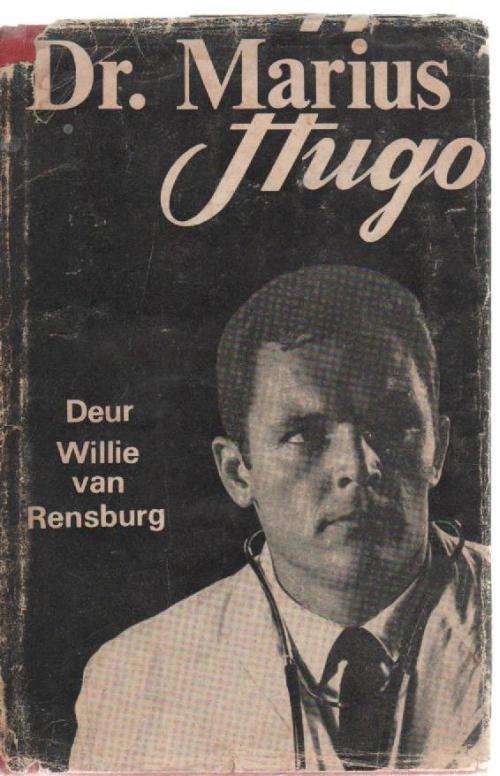 Dr. Marius
Hugo
Deur
Willie
van
Rensburg